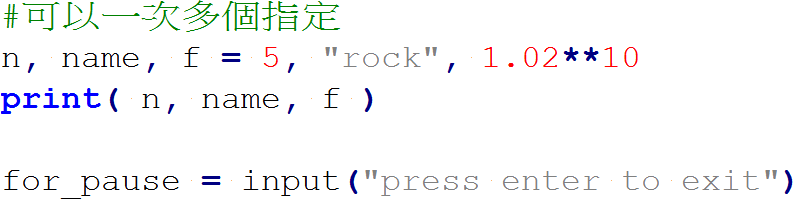 #可以一次多個指定
n, name, f = 5, "rock", 1.02**10
print( n, name, f )
for_pause = input("press enter to exit")